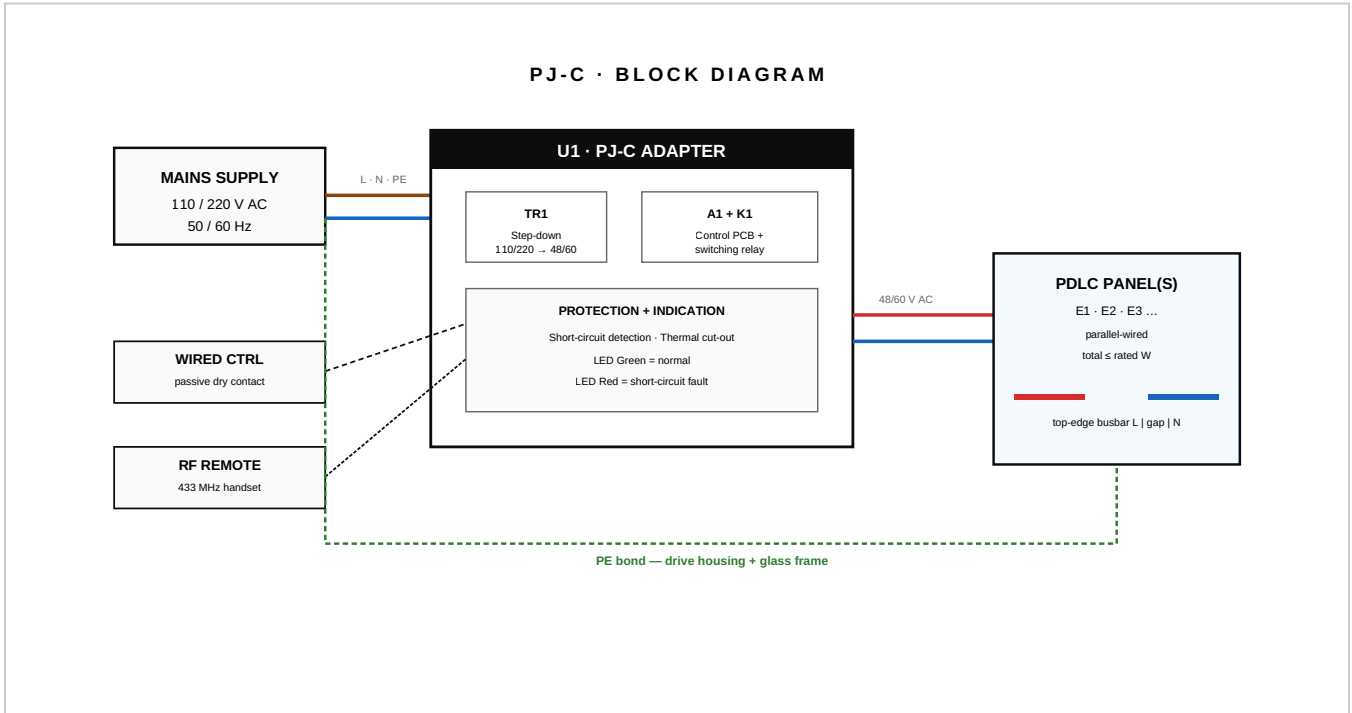 PJ-C · BLOCK DIAGRAM
MAINS SUPPLY
110 / 220 V AC
50 / 60 Hz
L · N · PE
U1 · PJ-C ADAPTER
TR1
Step-down
110/220 → 48/60
A1 + K1
Control PCB +
switching relay
PROTECTION + INDICATION
Short-circuit detection · Thermal cut-out
LED Green = normal
LED Red = short-circuit fault
WIRED CTRL
passive dry contact
RF REMOTE
433 MHz handset
48/60 V AC
PDLC PANEL(S)
E1 · E2 · E3 ...
parallel-wired
total ≤ rated W
top-edge busbar L | gap | N
PE bond — drive housing + glass frame